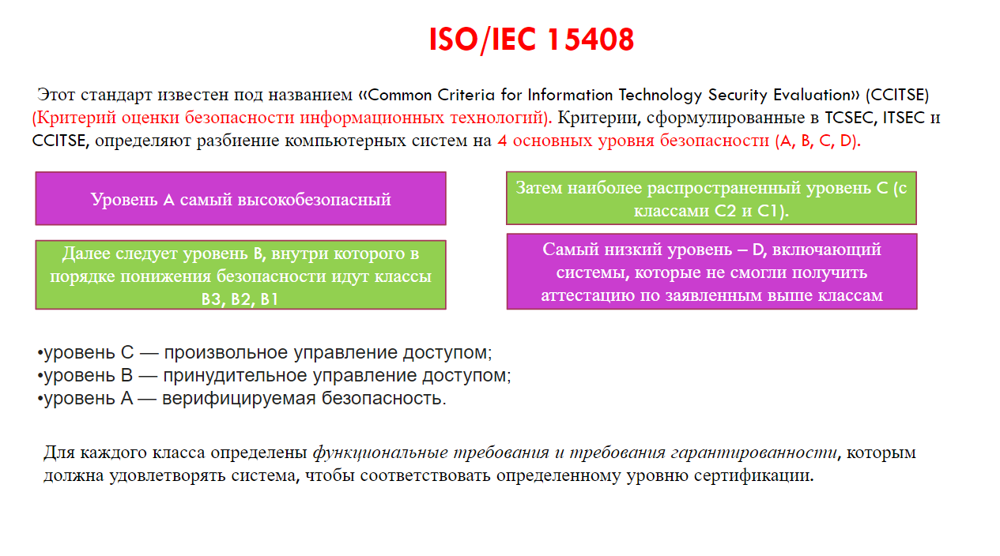 ISO/IEC 15408
Этот стандарт известен под названием «Common Criteria for Information Technology Security Evaluation» (CCITSE)
(Критерий оценки безопасности информационных технологий). Критерии, сформулированные в TCSEC, ITSEC и
CCITSE, определяют разбиение компьютерных систем на 4 основных уровня безопасности (A, B, C, D).
Уровень A самый высокобезопасный
Далее следует уровень B, внутри которого в
порядке понижения безопасности идут классы
B3, B2, B1
Затем наиболее распространенный уровень C (с
классами C2 и C1).
Самый низкий уровень – D, включающий
системы, которые не смогли получить
аттестацию по заявленным выше классам
•уровень C — произвольное управление доступом;
•уровень B — принудительное управление доступом;
•уровень A — верифицируемая безопасность.
Для каждого класса определены функциональные требования и требования гарантированности, которым
должна удовлетворять система, чтобы соответствовать определенному уровню сертификации.